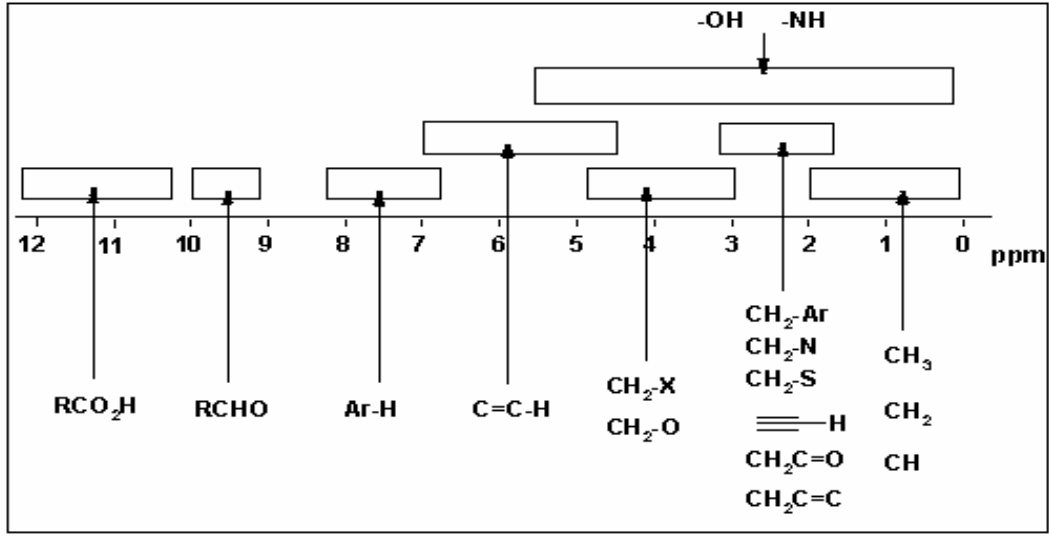 -OH -NH
12 11 10 9 8 7 6 5 4 3 2 1 0
ppm
RCO₂H
RCHO
Ar-H
C=C-H
CH₂-X
CH₂-O
CH₂-Ar
CH₂-N
CH₂-S
H
CH₂C=O
CH₂C=C
CH₃
CH₂
CH